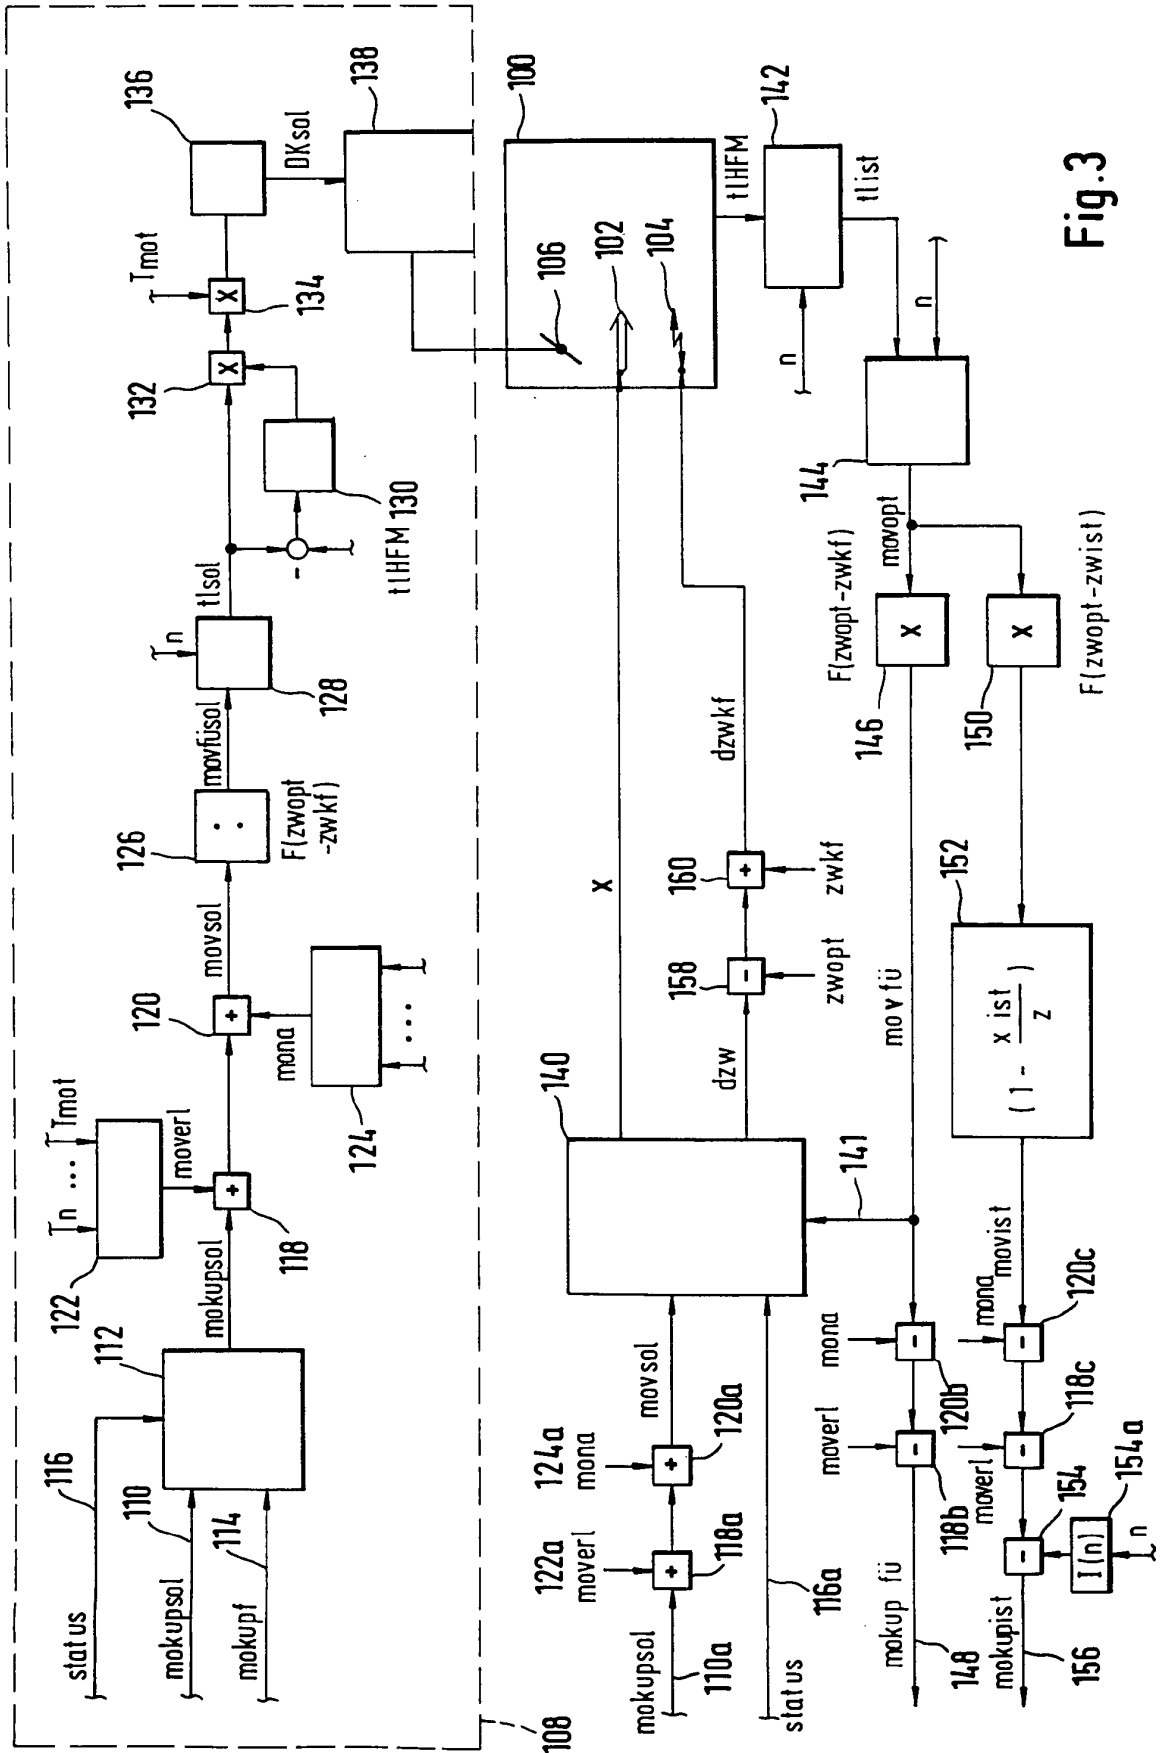 status
116
mokupsol
110
mokupf
114
112
mokupsol
122
n ... Tmot
moverl
118
120
mona
124
...
movsol
126
:
F(zwopt
-zwkf)
movfüsol
128
n
tlsol
tlHFM
-
130
132
X
134
X
Tmot
136
DKsol
138
108
mokupsol
110a
122a
moverl
+
118a
124a
mona
+
120a
movsol
status
116a
140
141
X
dzw
158
-
zwopt
160
+
zwkf
dzwkf
100
106
102
104
tlHFM
142
n
tlist
n
144
movopt
F(zwopt-zwkf)
X
146
X
150
F(zwopt-zwist)
movfü
152
(1 - xist/z)
mona
-
120b
moverl
-
118b
mokup fü
148
movist
mona
-
120c
moverl
-
118c
-
154
I(n)
154a
n
mokupist
156
Fig.3